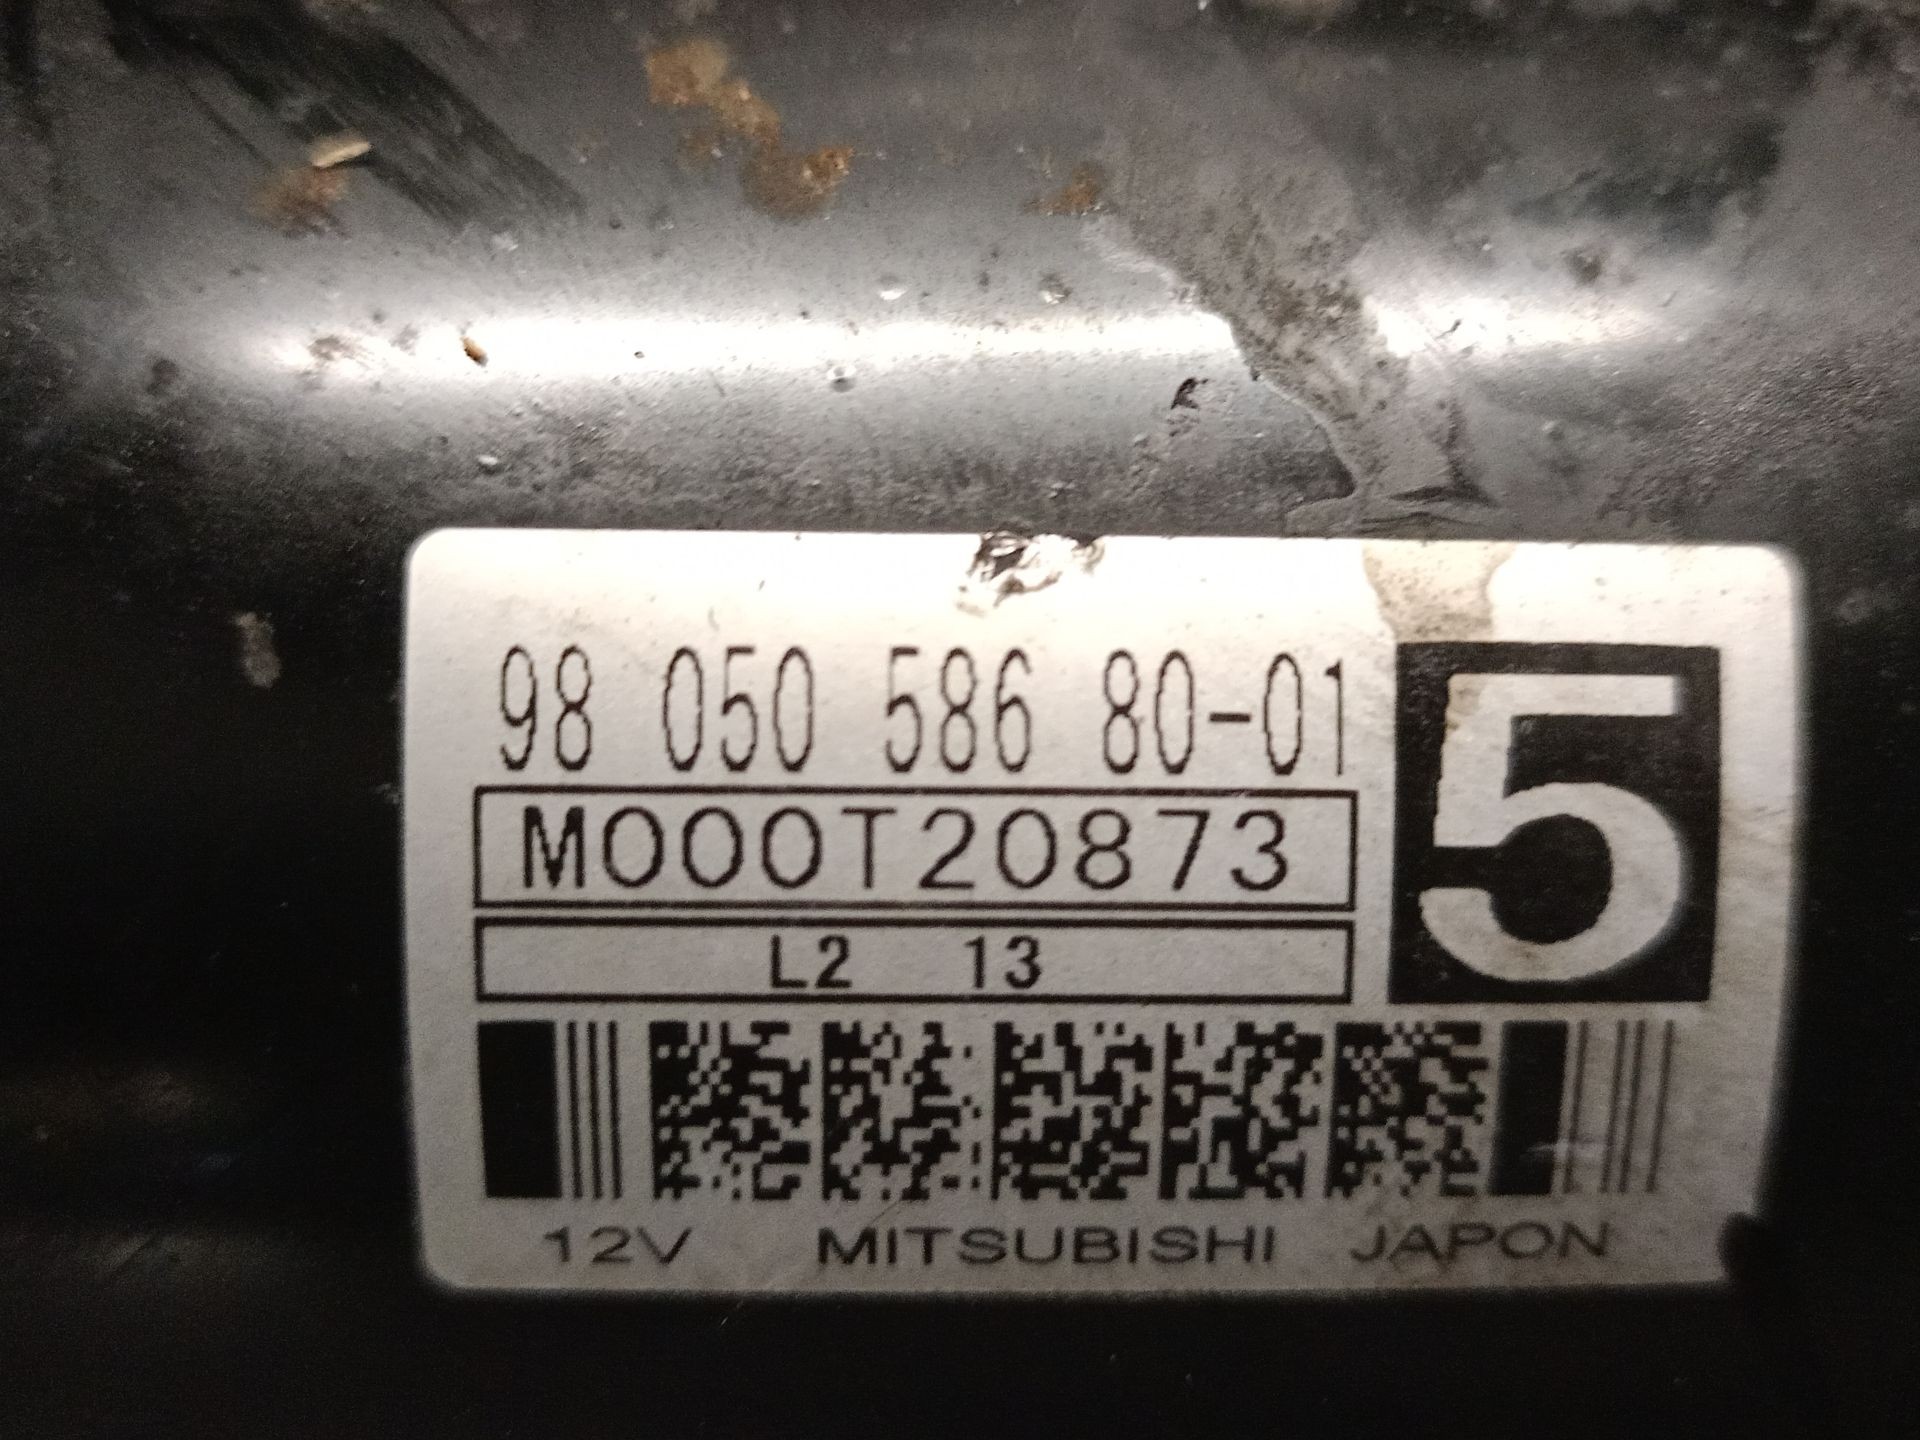 98 050 586 80-01
5
M000T20873
L2 13
12V MITSUBISHI JAPON